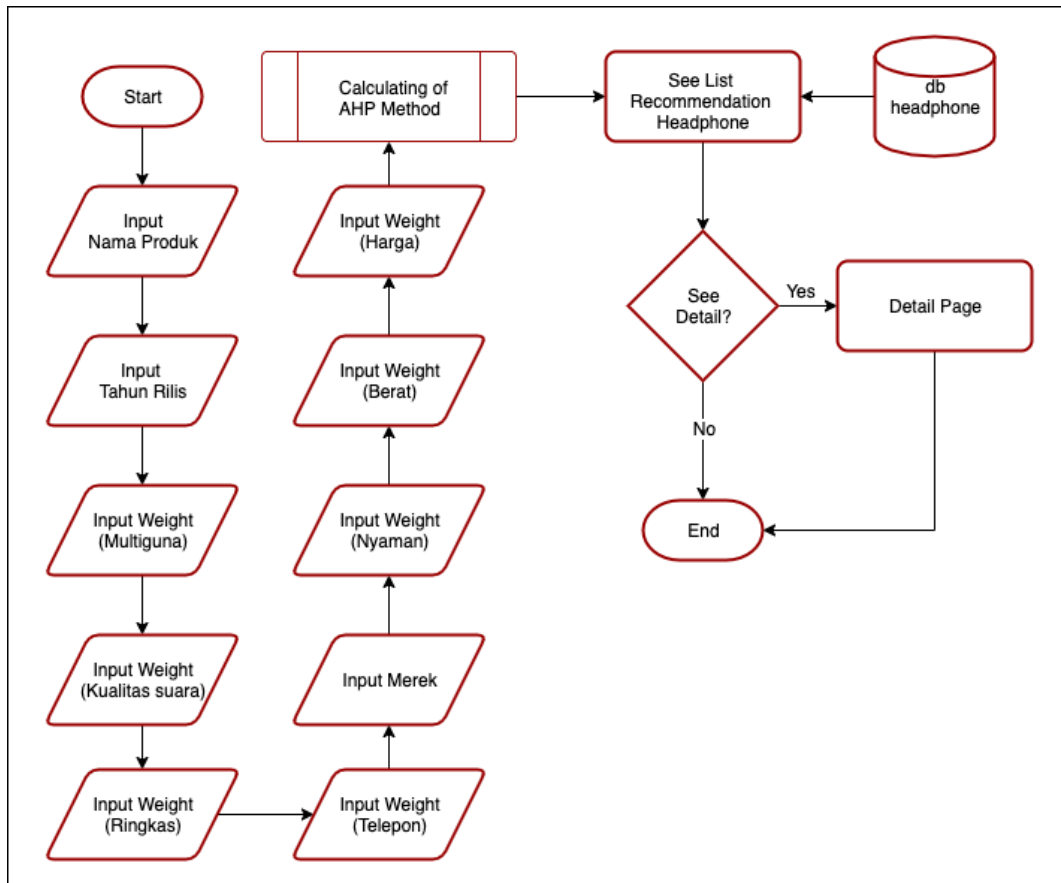 Start
Input
Nama Produk
Input
Tahun Rilis
Input Weight
(Multiguna)
Input Weight
(Kualitas suara)
Input Weight
(Ringkas)
Input Weight
(Telepon)
Input Merek
Input Weight
(Nyaman)
Input Weight
(Berat)
Input Weight
(Harga)
Calculating of
AHP Method
See List
Recommendation
Headphone
db
headphone
See
Detail?
Yes
Detail Page
No
End